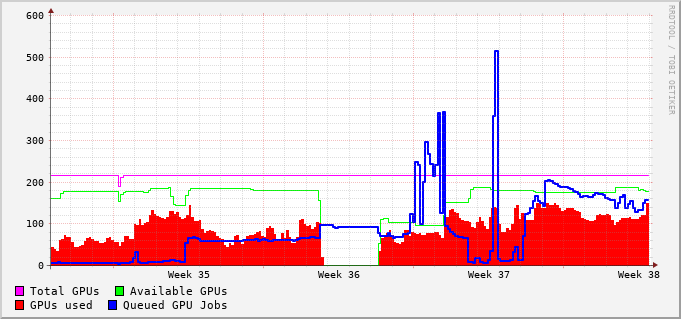 600
500
400
300
200
100
0
Week 35 Week 36 Week 37 Week 38
Total GPUs Available GPUs
GPUs used Queued GPU Jobs
RRDTOOL / TOBI OETIKER